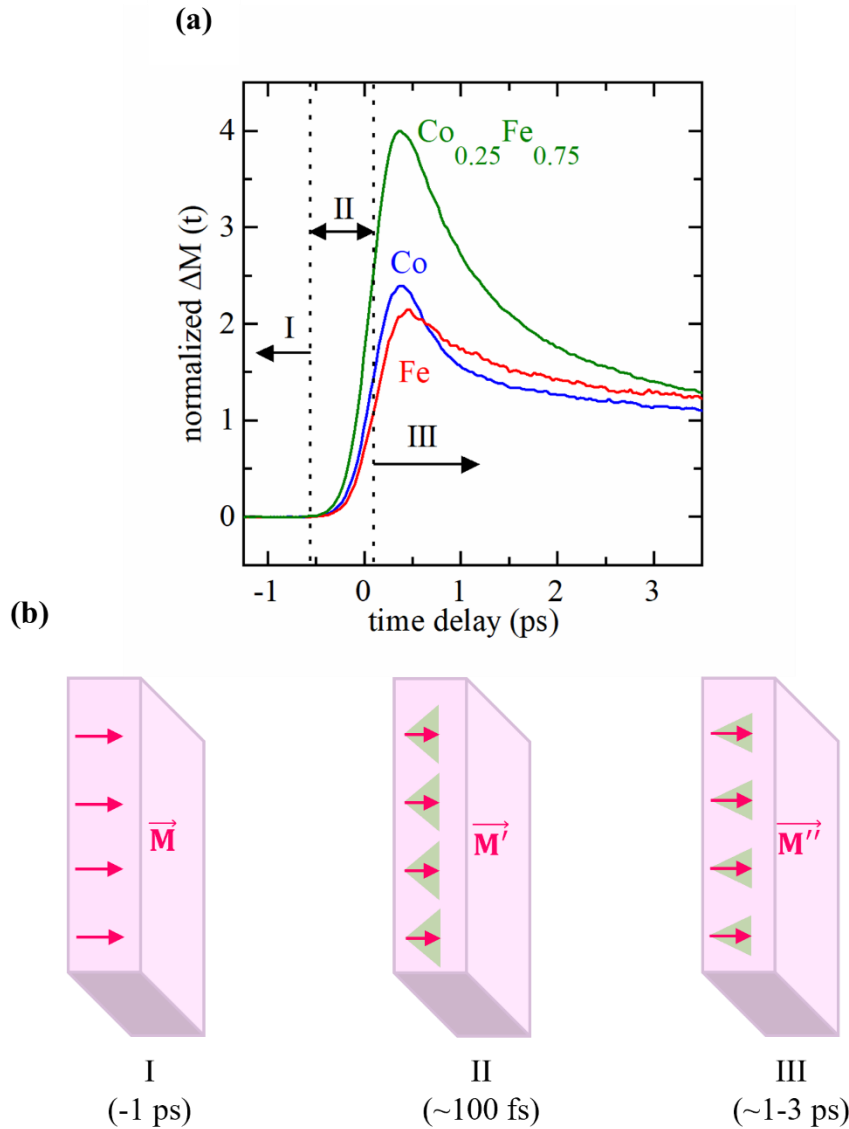 (a)
4
3
2
1
0
normalized ΔM (t)
Co0.25Fe0.75
II
Co
I
Fe
III
-1 0 1 2 3
time delay (ps)
(b)
M M′ M′′
I II III
(-1 ps) (~100 fs) (~1-3 ps)